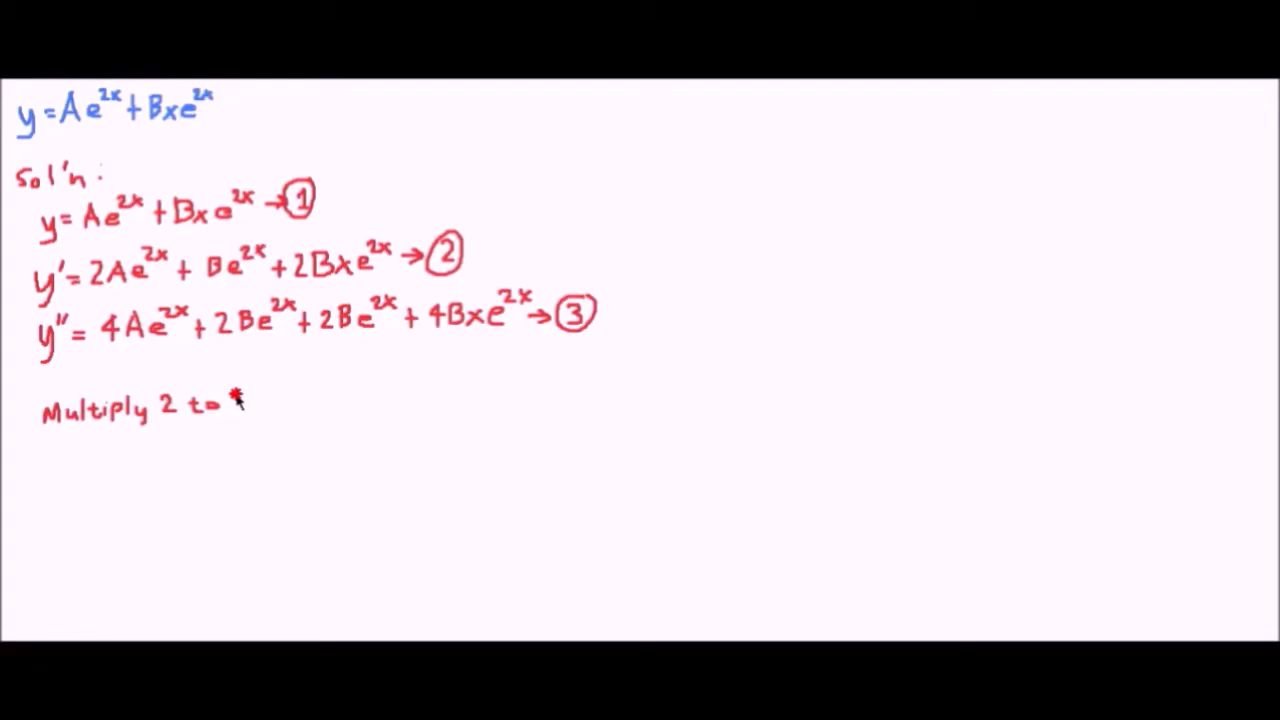 y = Ae^{2x} + Bxe^{2x}
Sol'n :
y = Ae^{2x} + Bxe^{2x} → ①
y' = 2Ae^{2x} + Be^{2x} + 2Bxe^{2x} → ②
y'' = 4Ae^{2x} + 2Be^{2x} + 2Be^{2x} + 4Bxe^{2x} → ③
Multiply 2 to